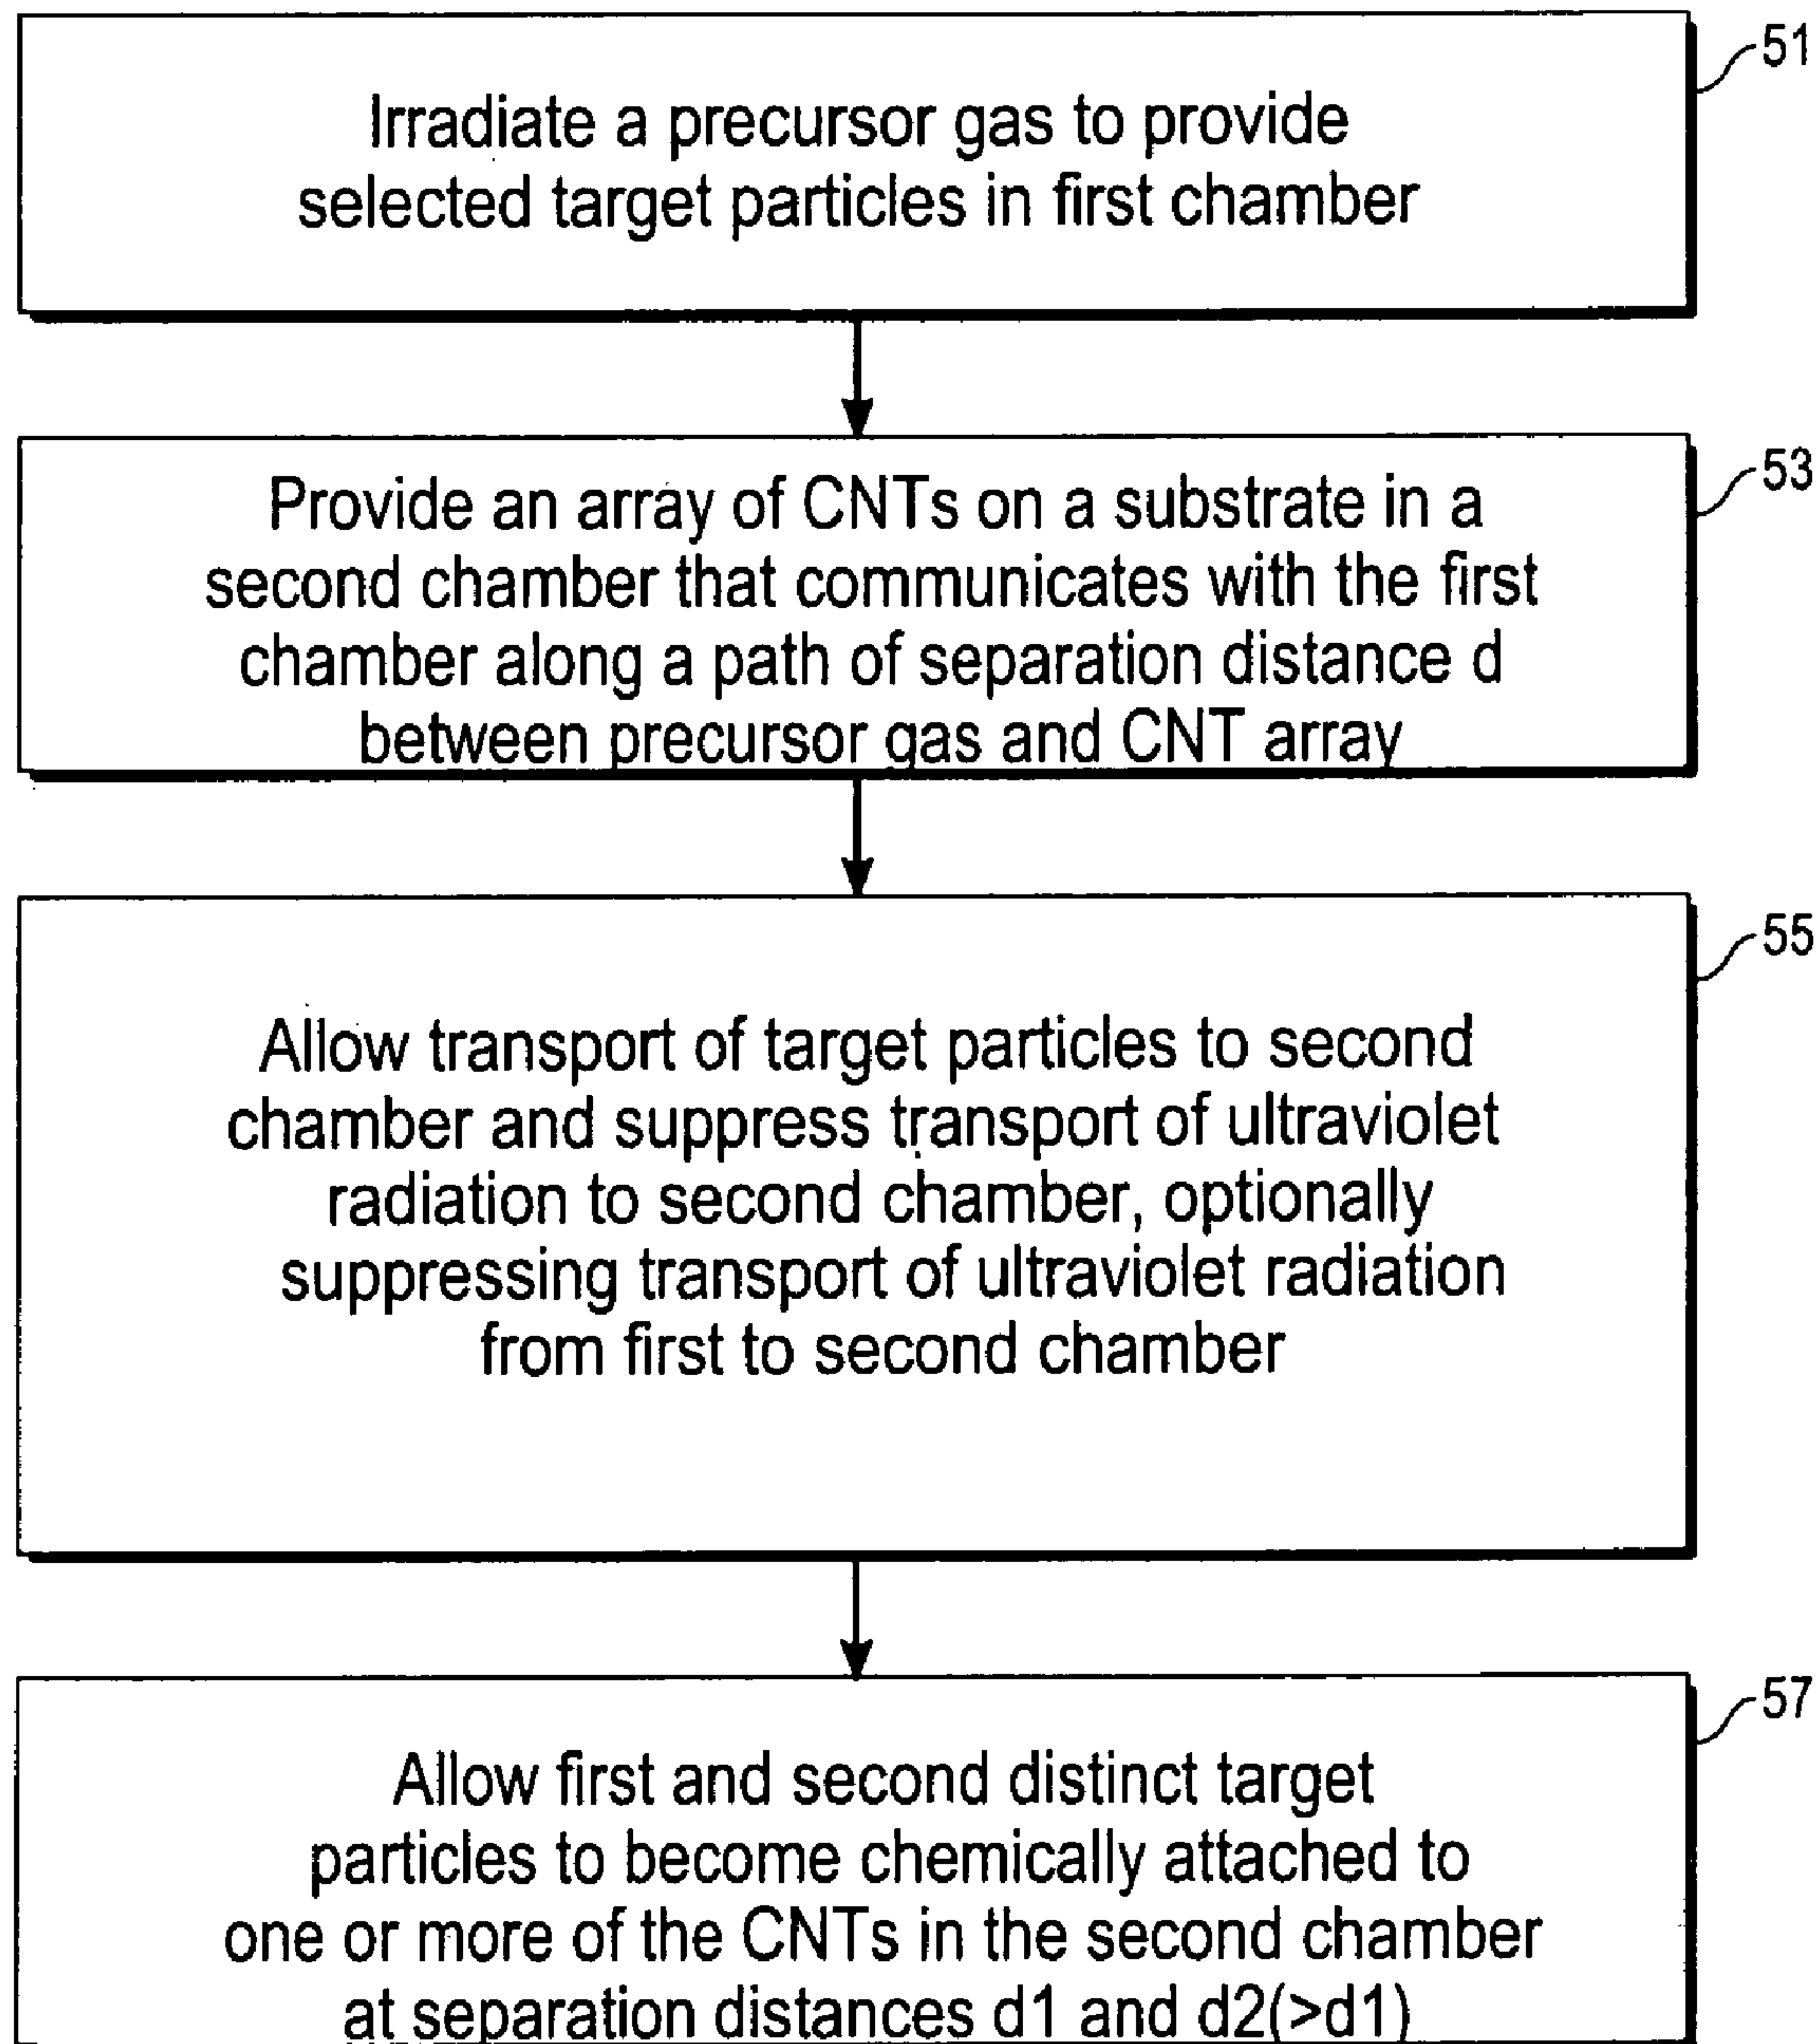 51
Irradiate a precursor gas to provide
selected target particles in first chamber
53
Provide an array of CNTs on a substrate in a
second chamber that communicates with the first
chamber along a path of separation distance d
between precursor gas and CNT array
55
Allow transport of target particles to second
chamber and suppress transport of ultraviolet
radiation to second chamber, optionally
suppressing transport of ultraviolet radiation
from first to second chamber
57
Allow first and second distinct target
particles to become chemically attached to
one or more of the CNTs in the second chamber
at separation distances d1 and d2(>d1)